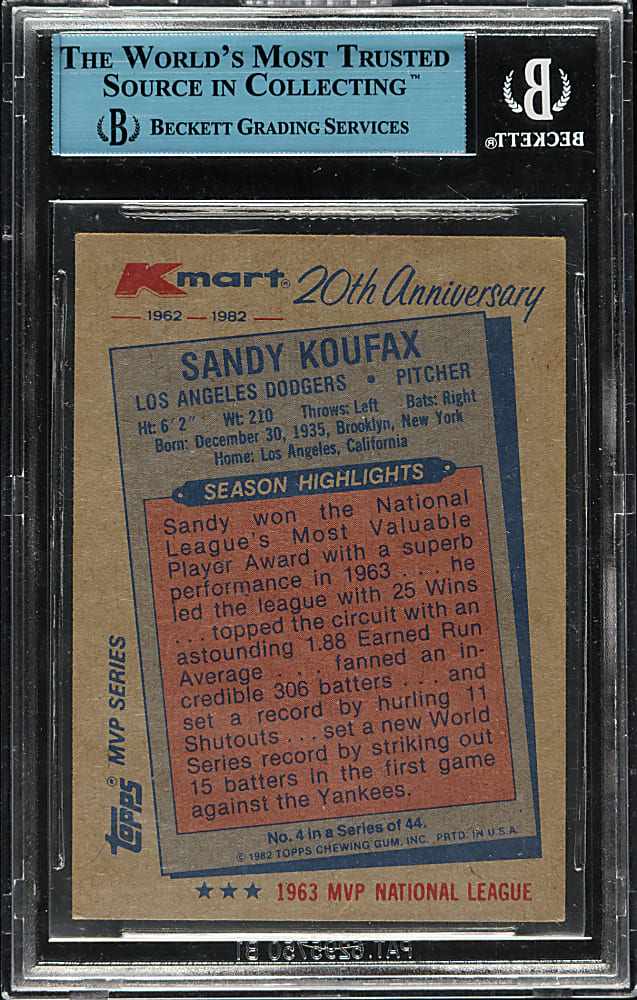 THE WORLD'S MOST TRUSTED
SOURCE IN COLLECTING™
B BECKETT GRADING SERVICES
B
BECKETT®
Kmart® 20th Anniversary
1962 — 1982
SANDY KOUFAX
LOS ANGELES DODGERS • PITCHER
Ht: 6'2" Wt: 210 Throws: Left Bats: Right
Born: December 30, 1935, Brooklyn, New York
Home: Los Angeles, California
SEASON HIGHLIGHTS
Sandy won the National
League's Most Valuable
Player Award with a superb
performance in 1963 . . . he
led the league with 25 Wins
. . . topped the circuit with an
astounding 1.88 Earned Run
Average . . . fanned an in-
credible 306 batters . . . and
set a record by hurling 11
Shutouts . . . set a new World
Series record by striking out
15 batters in the first game
against the Yankees.
No. 4 in a Series of 44.
© 1982 TOPPS CHEWING GUM, INC. PRTD. IN U.S.A.
topps® MVP SERIES
★★★ 1963 MVP NATIONAL LEAGUE